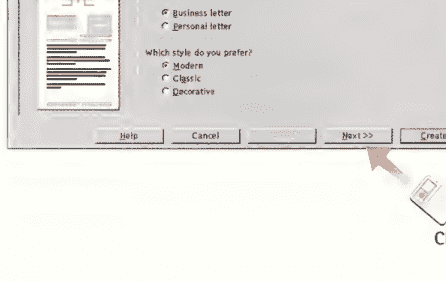 Business letter
Personal letter
Which style do you prefer?
Modern
Classic
Decorative
Help Cancel Next >> Create
C